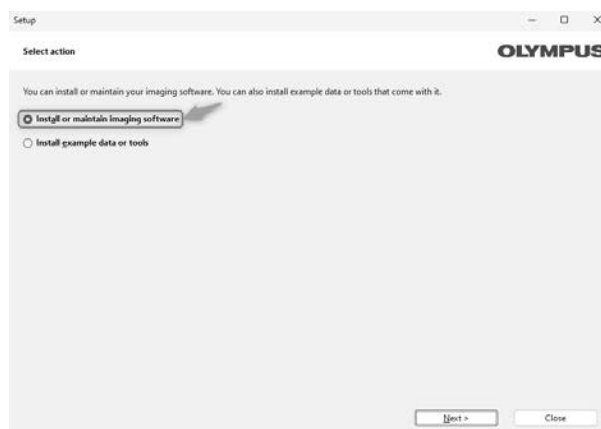 Setup
Select action
OLYMPUS
You can install or maintain your imaging software. You can also install example data or tools that come with it.
Install or maintain imaging software
Install example data or tools
Next >
Close